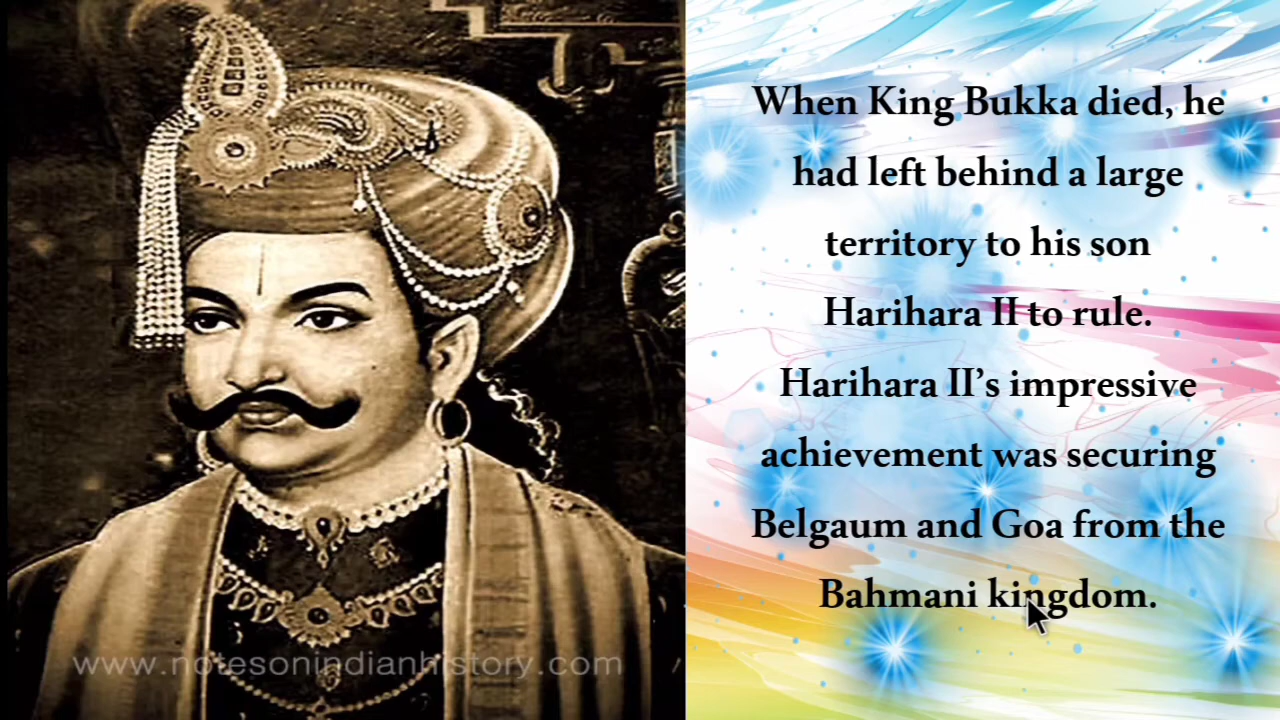 When King Bukka died, he
had left behind a large
territory to his son
Harihara II to rule.
Harihara II’s impressive
achievement was securing
Belgaum and Goa from the
Bahmani kingdom.
www.notesonindianhistory.com